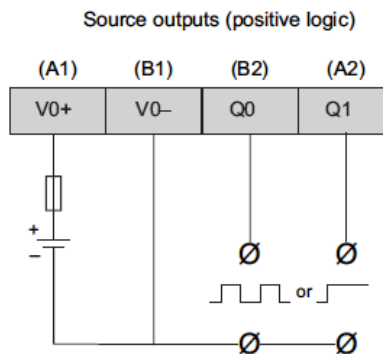 Source outputs (positive logic)
(A1) (B1) (B2) (A2)
V0+ V0– Q0 Q1
+
–
or